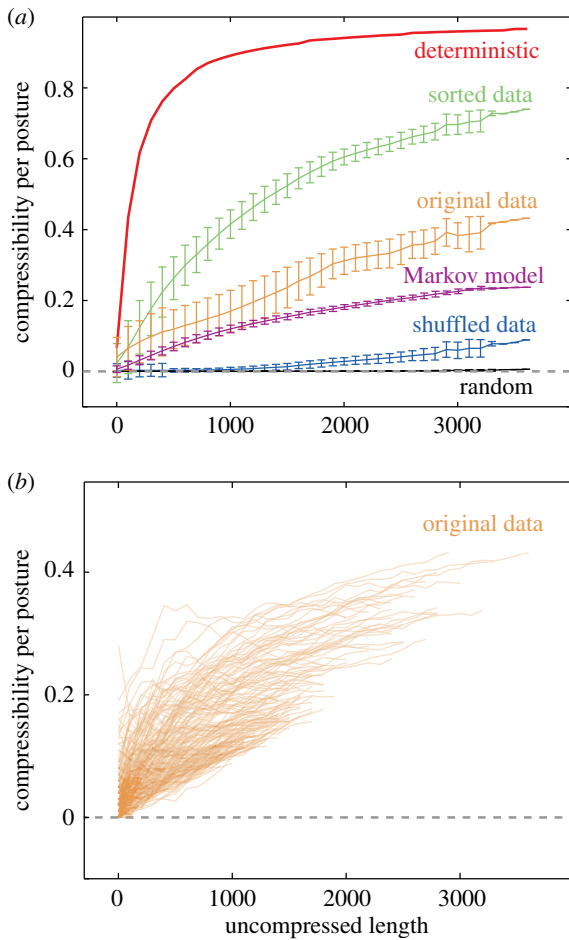 (a)
deterministic
sorted data
original data
Markov model
shuffled data
random
compressibility per posture
0.8
0.6
0.4
0.2
0
0
1000
2000
3000
(b)
original data
compressibility per posture
0.4
0.2
0
0
1000
2000
3000
uncompressed length